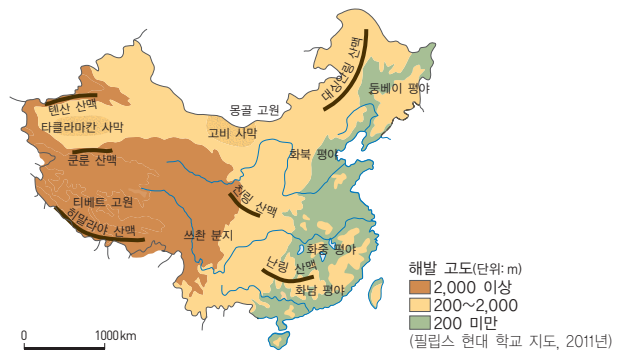 대싱안링 산맥
둥베이 평야
톈산 산맥
몽골 고원
타클라마칸 사막
고비 사막
화북 평야
쿤룬 산맥
친링 산맥
티베트 고원
히말라야 산맥
쓰촨 분지
화중 평야
난링 산맥
화남 평야
해발 고도(단위: m)
2,000 이상
200~2,000
200 미만
(필립스 현대 학교 지도, 2011년)
0 1000km